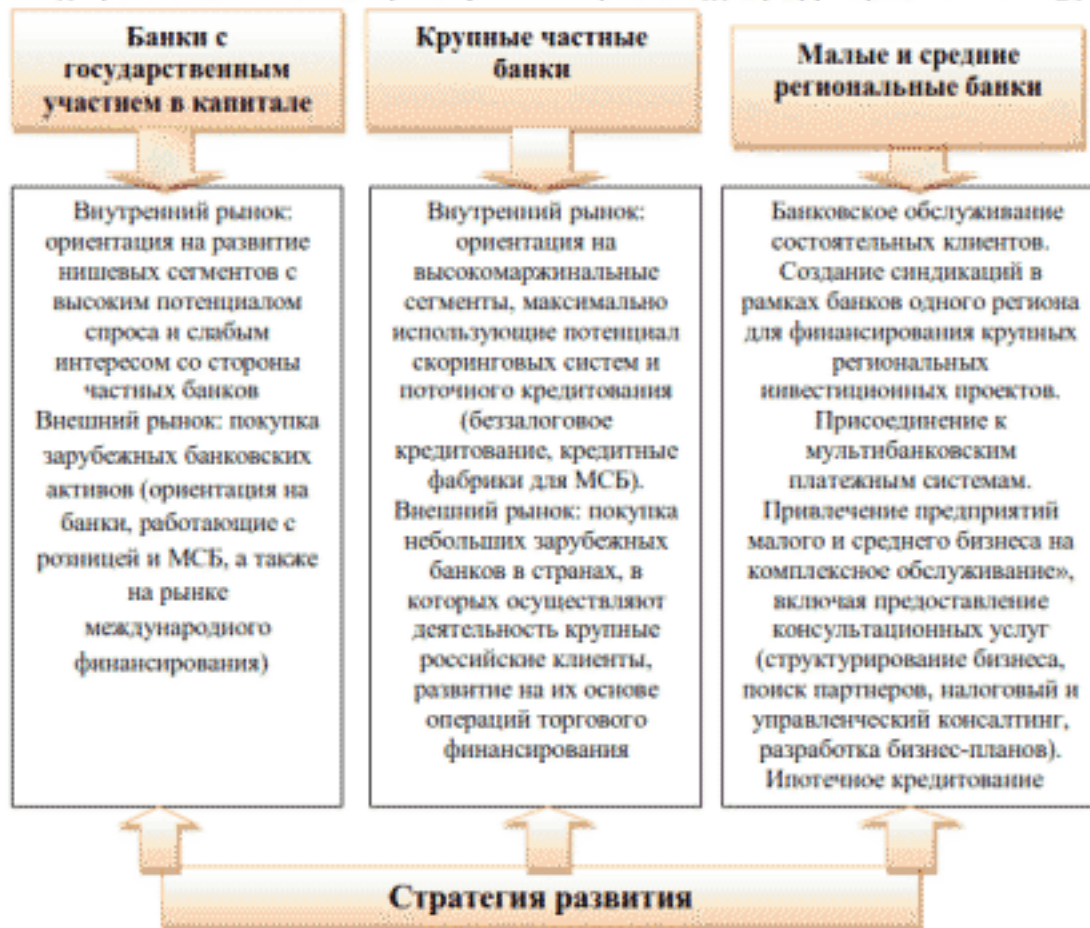 Банки с
государственным
участием в капитале
Крупные частные
банки
Малые и средние
региональные банки
Внутренний рынок:
ориентация на развитие
нишевых сегментов с
высоким потенциалом
спроса и слабым
интересом со стороны
частных банков
Внешний рынок: покупка
зарубежных банковских
активов (ориентация на
банки, работающие с
розницей и МСБ, а также
на рынке
международного
финансирования)
Внутренний рынок:
ориентация на
высокомаржинальные
сегменты, максимально
использующие потенциал
скоринговых систем и
поточного кредитования
(беззалоговое
кредитование, кредитные
фабрики для МСБ).
Внешний рынок: покупка
небольших зарубежных
банков в странах, в
которых осуществляют
деятельность крупные
российские клиенты,
развитие на их основе
операций торгового
финансирования
Банковское обслуживание
состоятельных клиентов.
Создание синдикаций в
рамках банков одного региона
для финансирования крупных
региональных
инвестиционных проектов.
Присоединение к
мультибанковским
платежным системам.
Привлечение предприятий
малого и среднего бизнеса на
комплексное обслуживание»,
включая предоставление
консультационных услуг
(структурирование бизнеса,
поиск партнеров, налоговый и
управленческий консалтинг,
разработка бизнес-планов).
Ипотечное кредитование
Стратегия развития